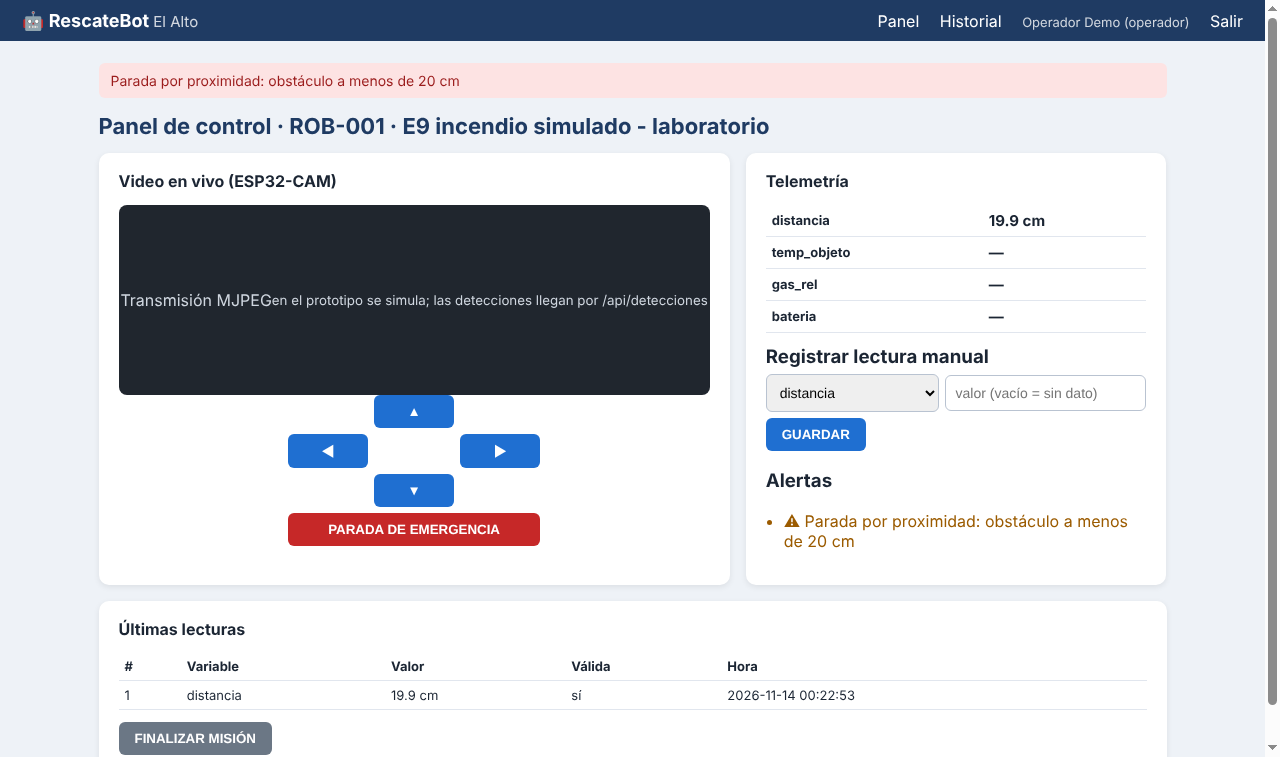 🤖 RescateBot El Alto
Panel Historial Operador Demo (operador) Salir
Parada por proximidad: obstáculo a menos de 20 cm
Panel de control · ROB-001 · E9 incendio simulado - laboratorio
Video en vivo (ESP32-CAM)
Transmisión MJPEGen el prototipo se simula; las detecciones llegan por /api/detecciones
▲
◀ ▶
▼
PARADA DE EMERGENCIA
Telemetría
distancia 19.9 cm
temp_objeto —
gas_rel —
bateria —
Registrar lectura manual
distancia valor (vacío = sin dato)
GUARDAR
Alertas
• ⚠ Parada por proximidad: obstáculo a menos
de 20 cm
Últimas lecturas
# Variable Valor Válida Hora
1 distancia 19.9 cm sí 2026-11-14 00:22:53
FINALIZAR MISIÓN